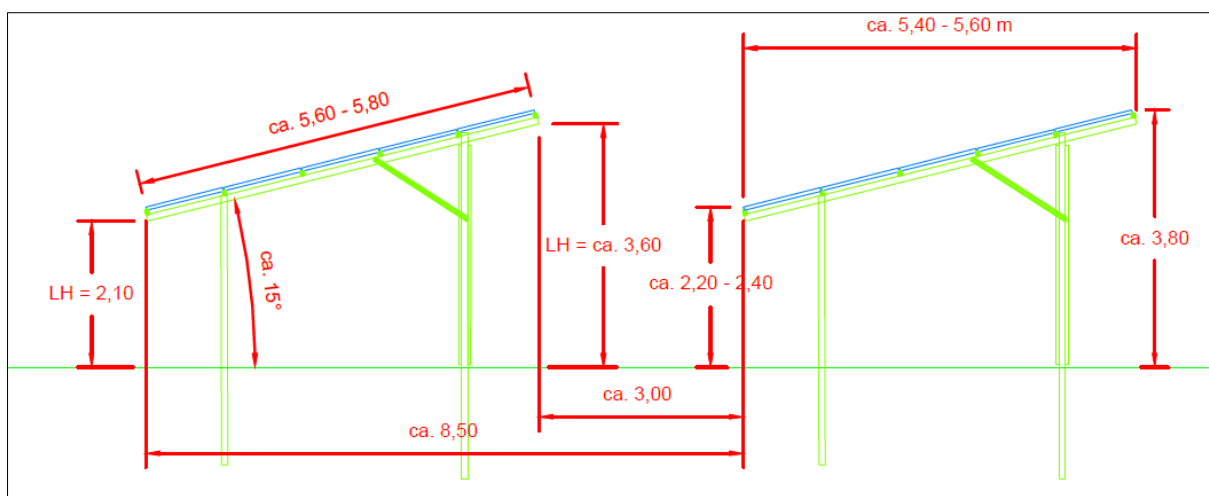 ca. 5,40 - 5,60 m
ca. 5,60 - 5,80
LH = 2,10
ca. 15°
LH = ca. 3,60
ca. 2,20 - 2,40
ca. 3,80
ca. 3,00
ca. 8,50